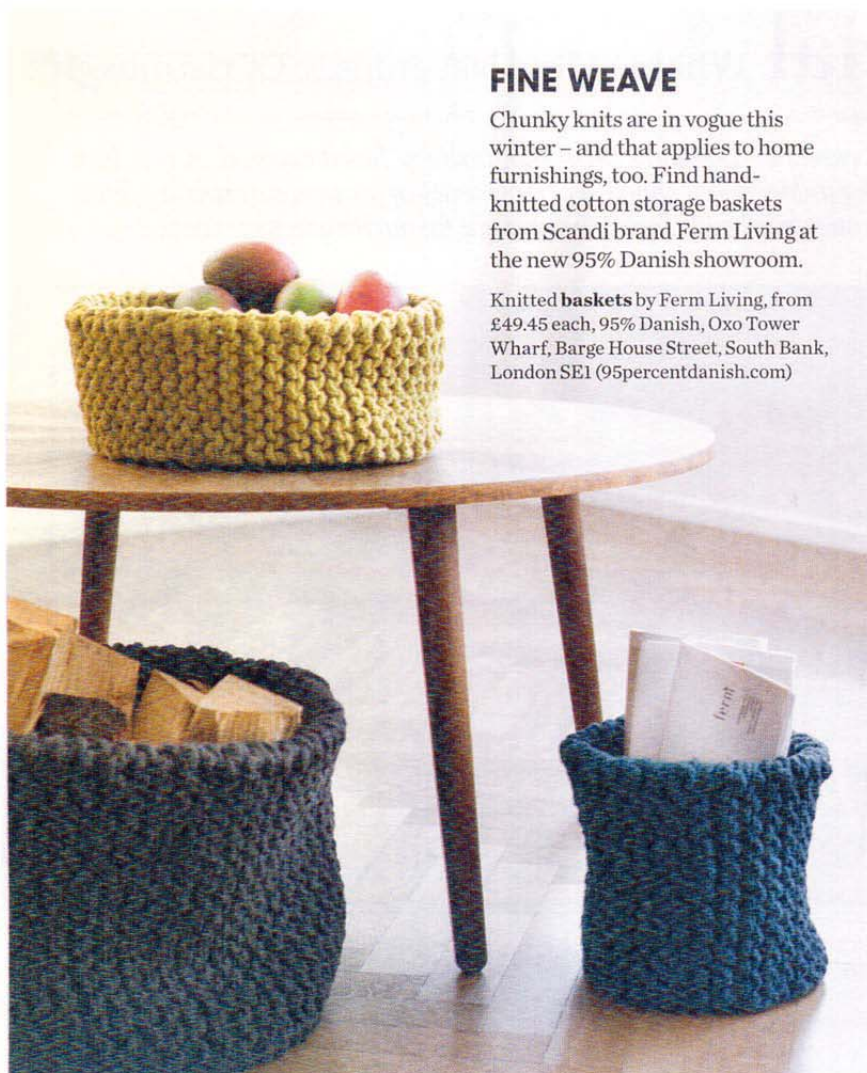 FINE WEAVE
Chunky knits are in vogue this
winter – and that applies to home
furnishings, too. Find hand-
knitted cotton storage baskets
from Scandi brand Ferm Living at
the new 95% Danish showroom.
Knitted baskets by Ferm Living, from
£49.45 each, 95% Danish, Oxo Tower
Wharf, Barge House Street, South Bank,
London SE1 (95percentdanish.com)